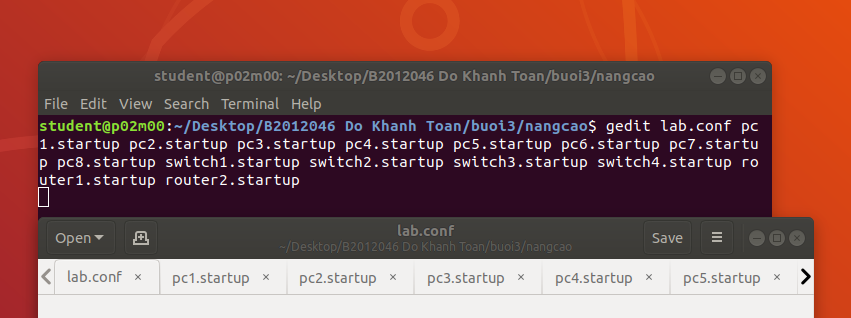 student@p02m00: ~/Desktop/B2012046 Do Khanh Toan/buoi3/nangcao
File Edit View Search Terminal Help
student@p02m00:~/Desktop/B2012046 Do Khanh Toan/buoi3/nangcao$ gedit lab.conf pc
1.startup pc2.startup pc3.startup pc4.startup pc5.startup pc6.startup pc7.startu
p pc8.startup switch1.startup switch2.startup switch3.startup switch4.startup ro
uter1.startup router2.startup
Open lab.conf Save
~/Desktop/B2012046 Do Khanh Toan/buoi3/nangcao
lab.conf × pc1.startup × pc2.startup × pc3.startup × pc4.startup × pc5.startup ×